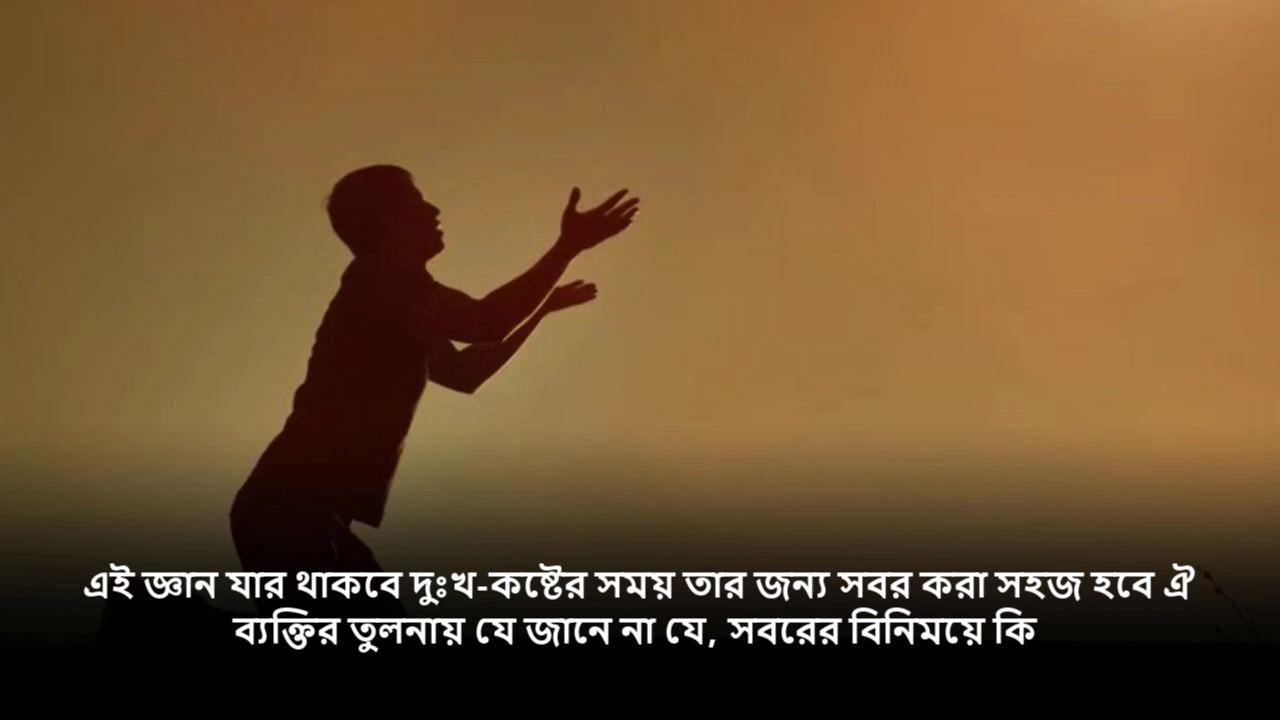 এই জ্ঞান যার থাকবে দুঃখ-কষ্টের সময় তার জন্য সবর করা সহজ হবে ঐ
ব্যক্তির তুলনায় যে জানে না যে, সবরের বিনিময়ে কি